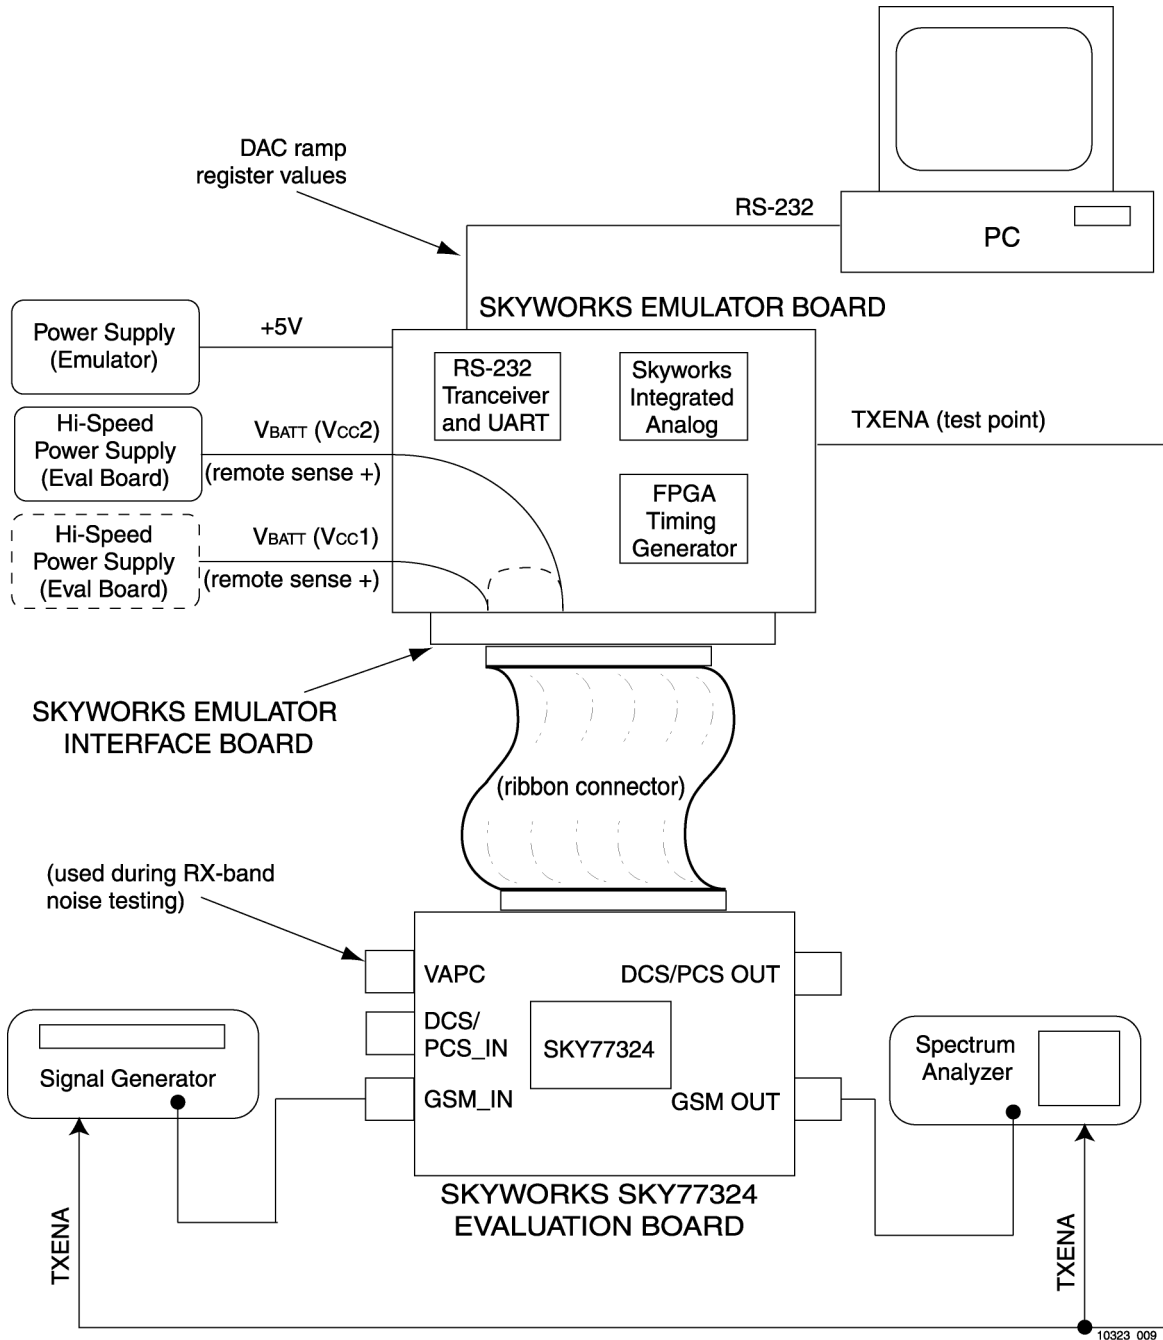 DAC ramp
register values
RS-232
PC
SKYWORKS EMULATOR BOARD
Power Supply
(Emulator)
+5V
RS-232
Tranceiver
and UART
Skyworks
Integrated
Analog
Hi-Speed
Power Supply
(Eval Board)
VBATT (VCC2)
(remote sense +)
TXENA (test point)
FPGA
Timing
Generator
Hi-Speed
Power Supply
(Eval Board)
VBATT (VCC1)
(remote sense +)
SKYWORKS EMULATOR
INTERFACE BOARD
(ribbon connector)
(used during RX-band
noise testing)
VAPC
DCS/PCS OUT
DCS/
PCS_IN
SKY77324
GSM_IN
GSM OUT
Signal Generator
Spectrum
Analyzer
SKYWORKS SKY77324
EVALUATION BOARD
TXENA
TXENA
10323_009